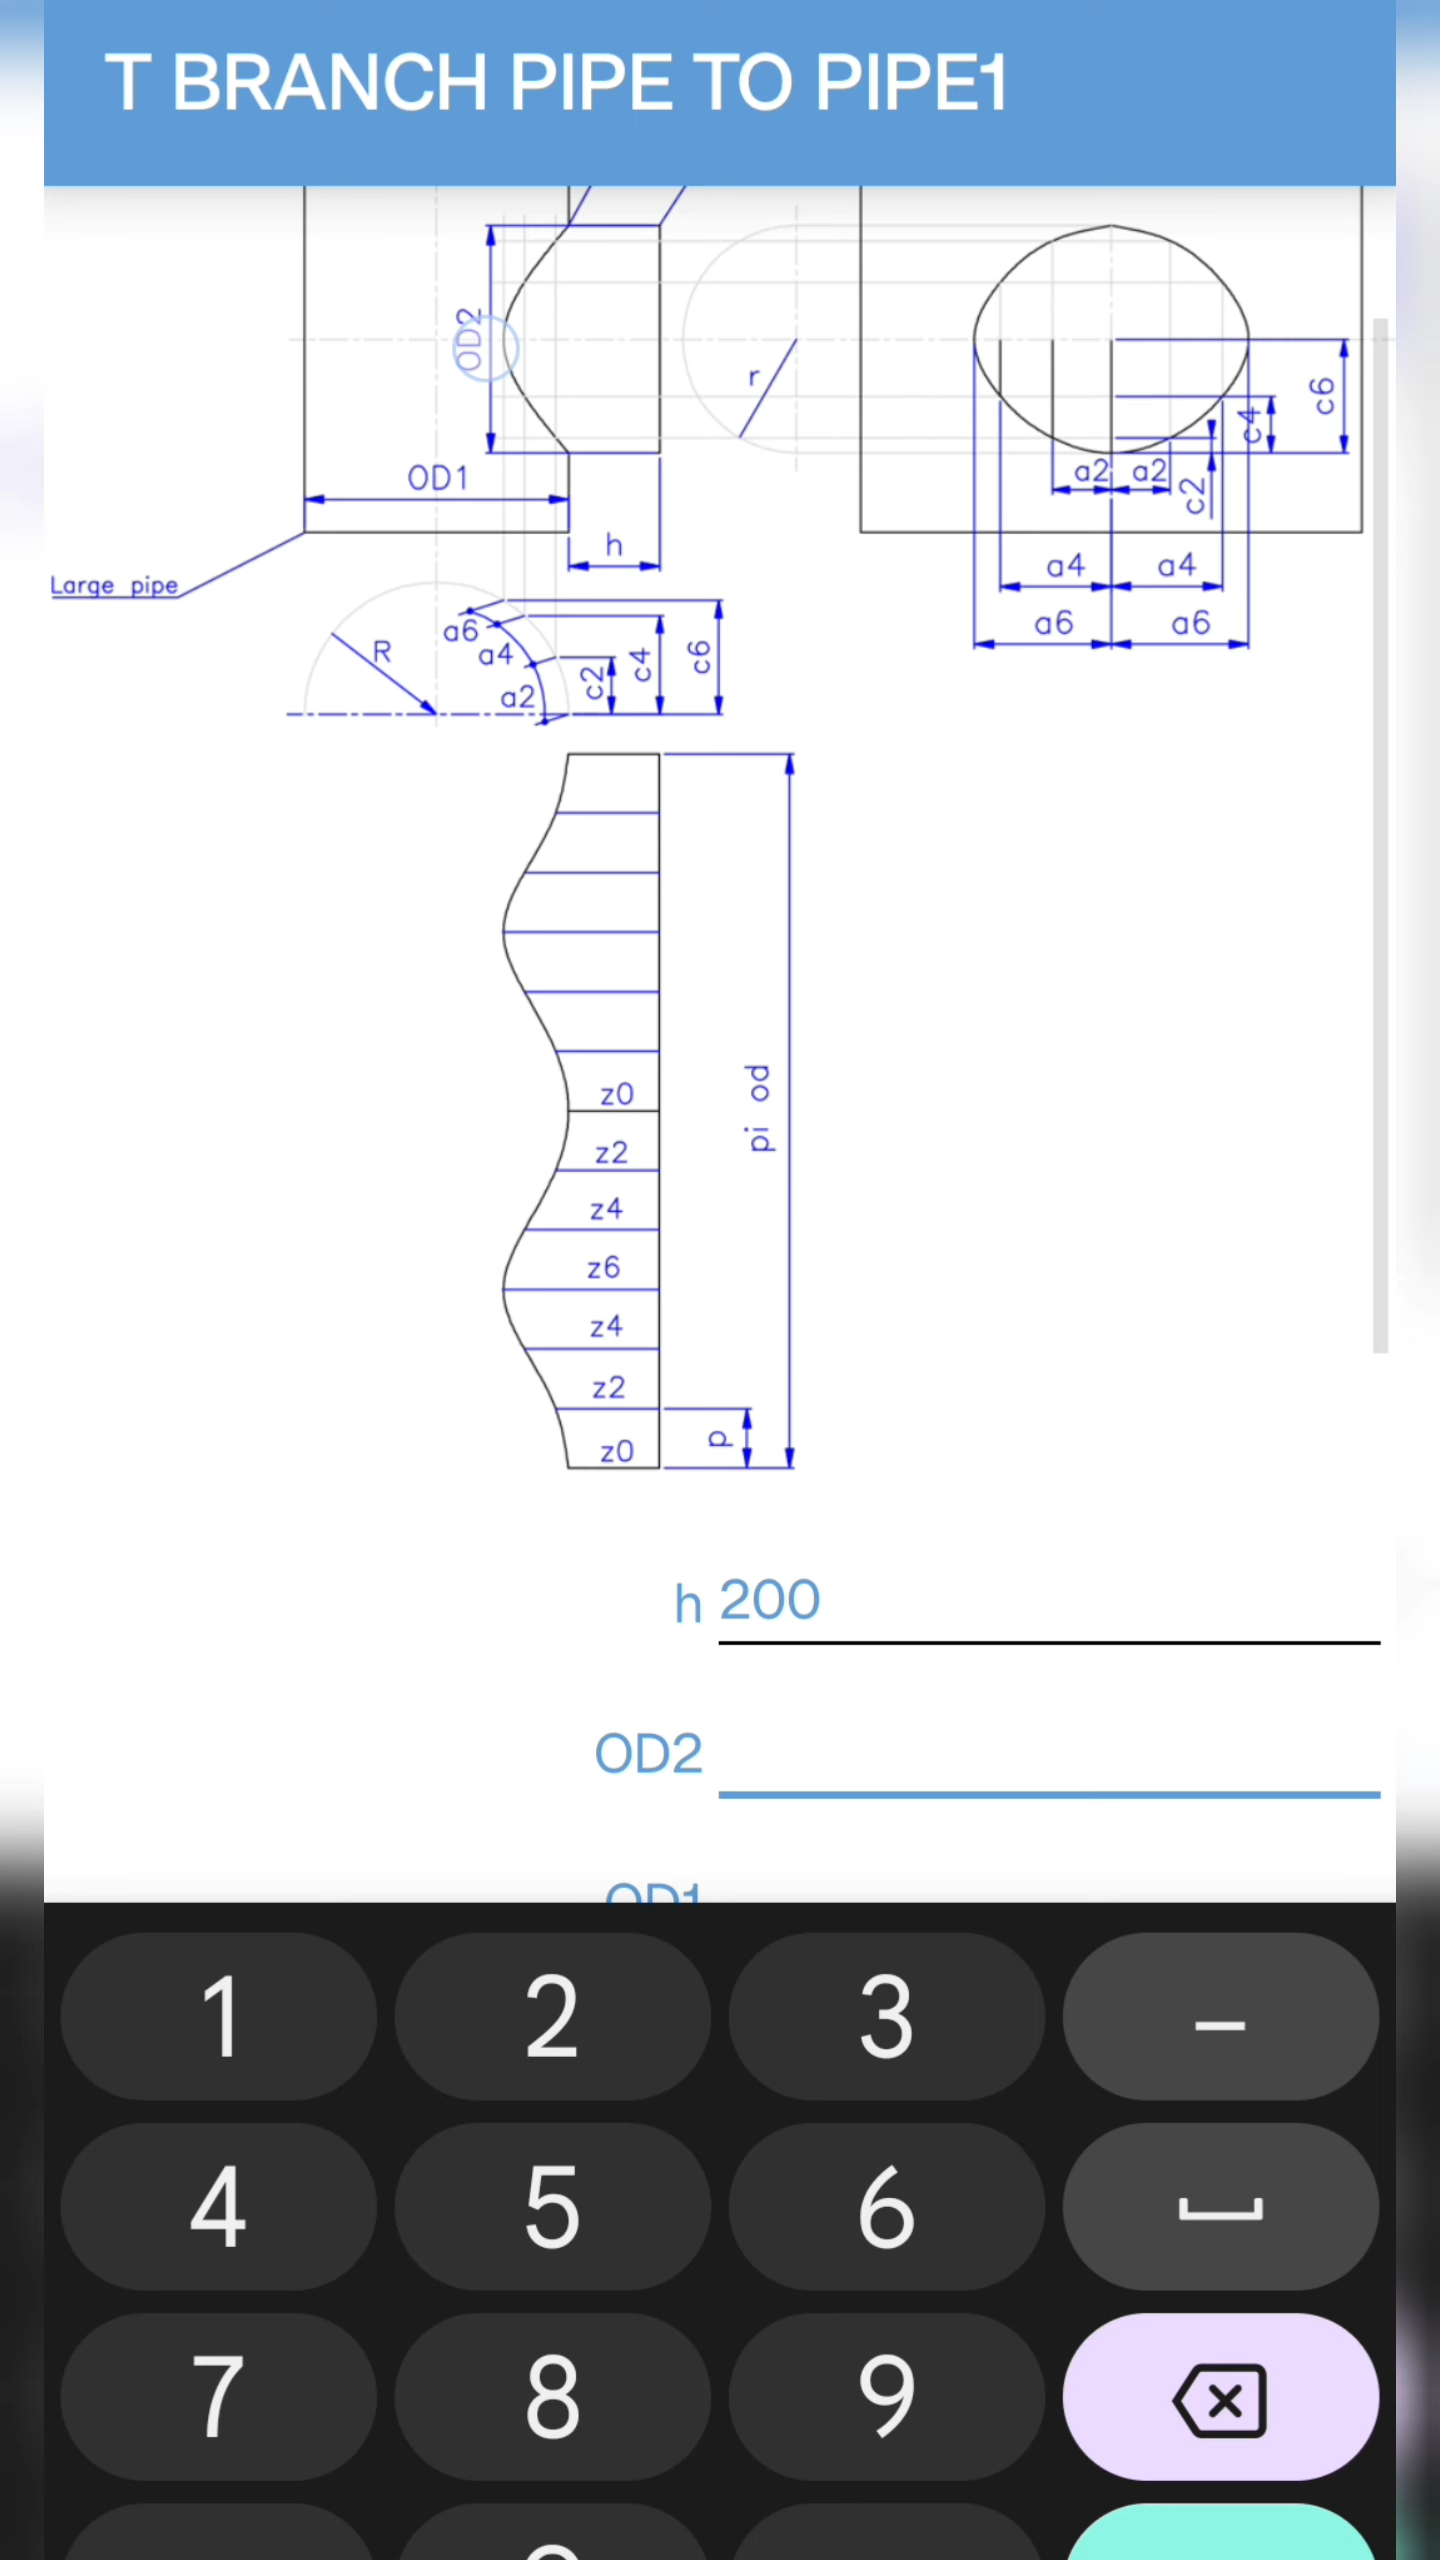 T BRANCH PIPE TO PIPE1
OD2
r
c6
c4
a2 a2
c2
OD1
h
a4 a4
Large pipe
a6 a6
R
a6
a4
a2
c2
c4
c6
z0
pi od
z2
z4
z6
z4
z2
p
z0
h 200
OD2
OD1
1 2 3 –
4 5 6
7 8 9